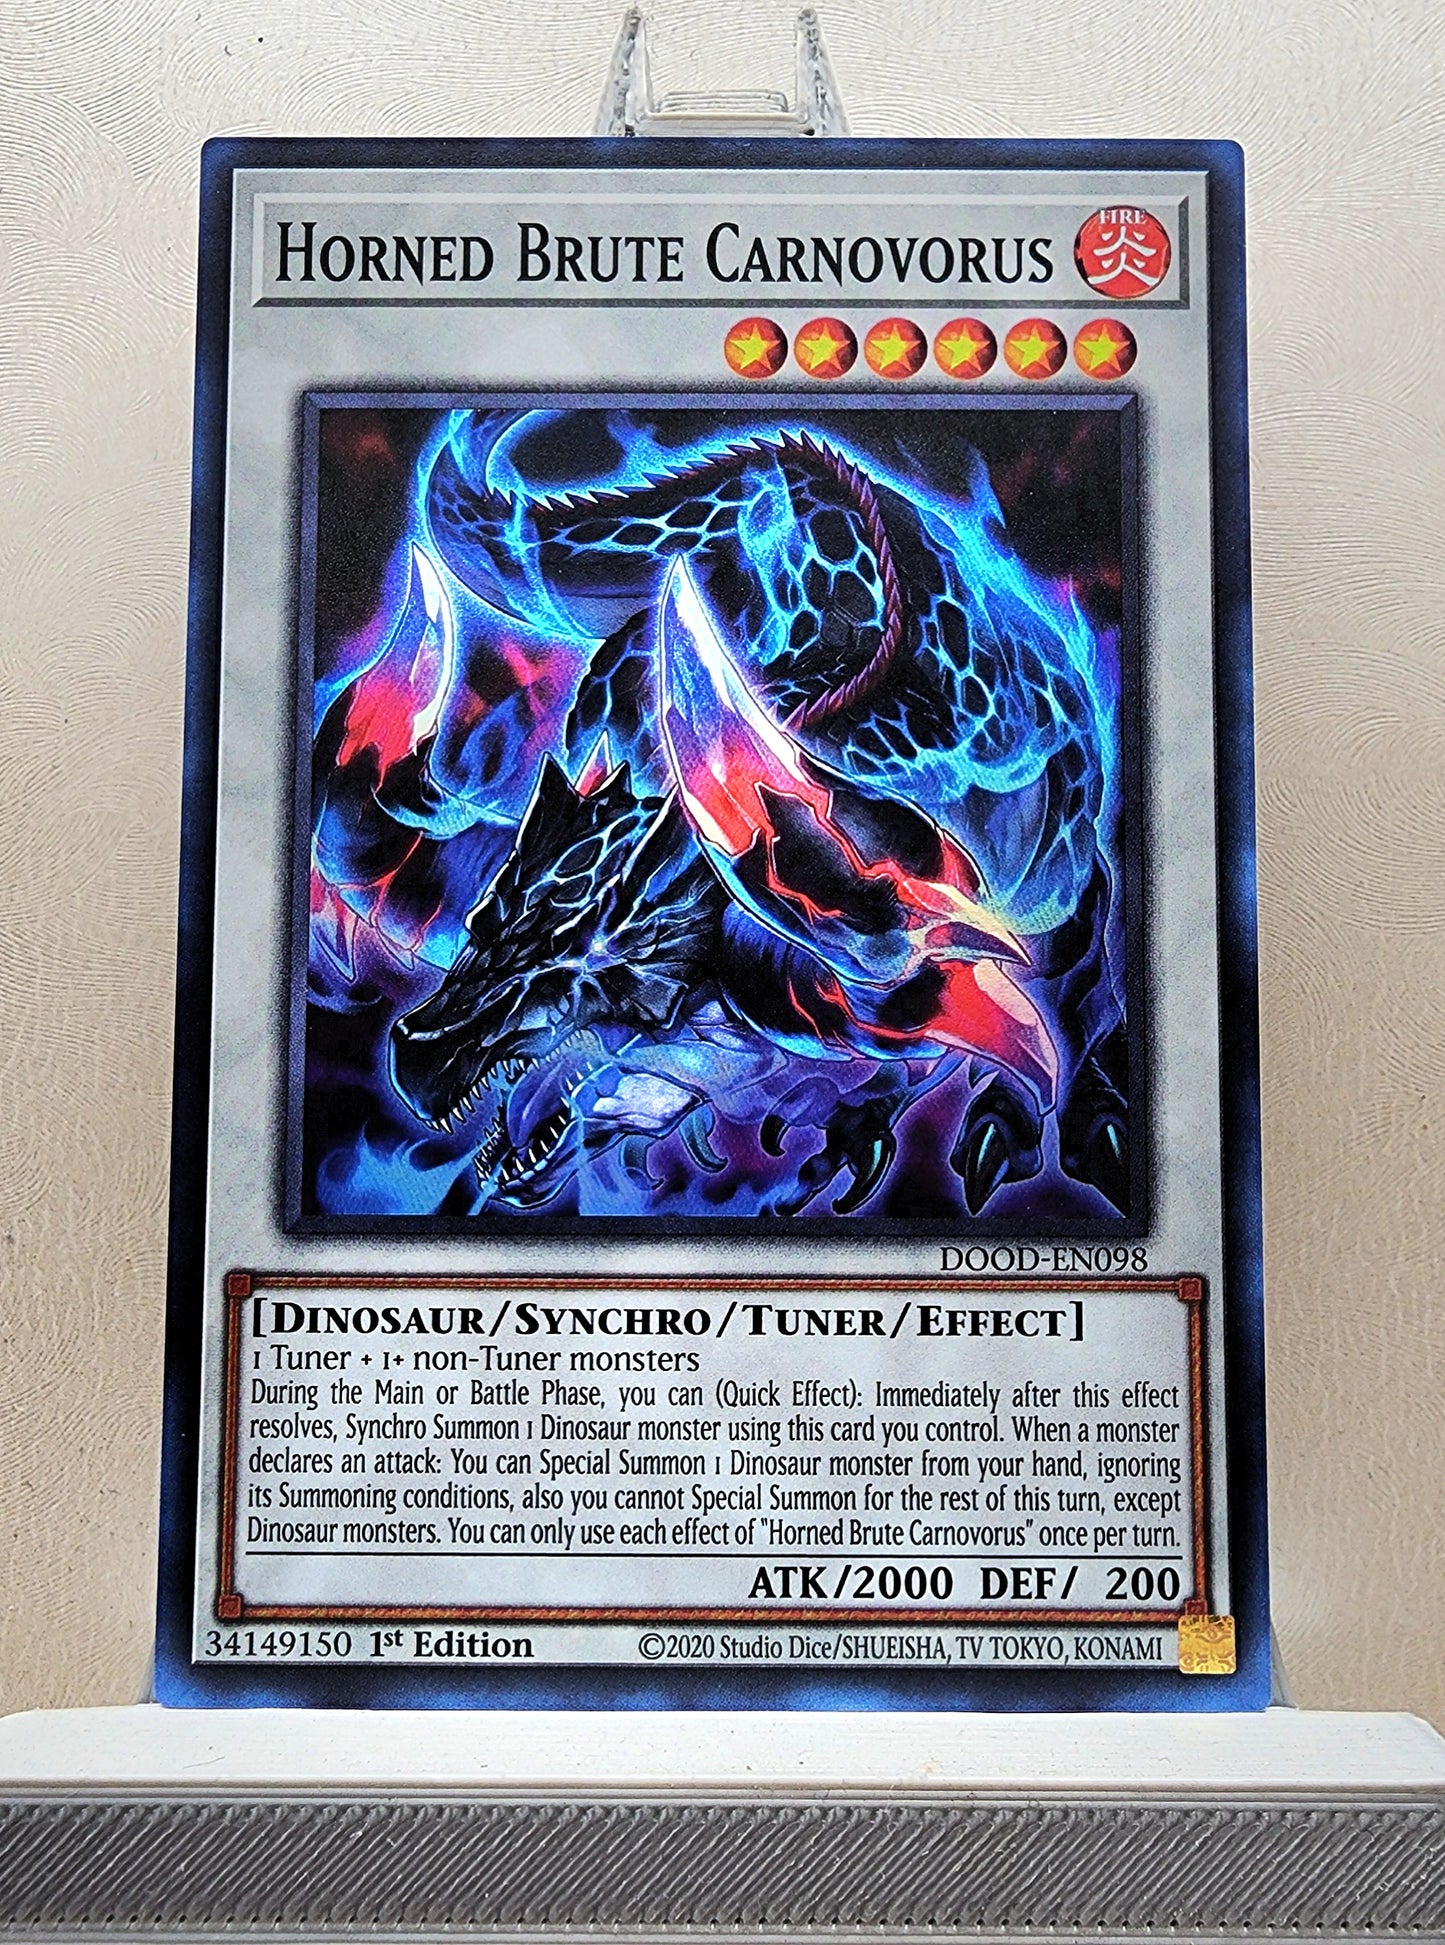 HORNED BRUTE CARNOVORUS
FIRE
炎
DOOD-EN098
[DINOSAUR/SYNCHRO/TUNER/EFFECT]
1 Tuner + 1+ non-Tuner monsters
During the Main or Battle Phase, you can (Quick Effect): Immediately after this effect
resolves, Synchro Summon 1 Dinosaur monster using this card you control. When a monster
declares an attack: You can Special Summon 1 Dinosaur monster from your hand, ignoring
its Summoning conditions, also you cannot Special Summon for the rest of this turn, except
Dinosaur monsters. You can only use each effect of "Horned Brute Carnovorus" once per turn.
ATK/2000 DEF/ 200
34149150 1st Edition ©2020 Studio Dice/SHUEISHA, TV TOKYO, KONAMI